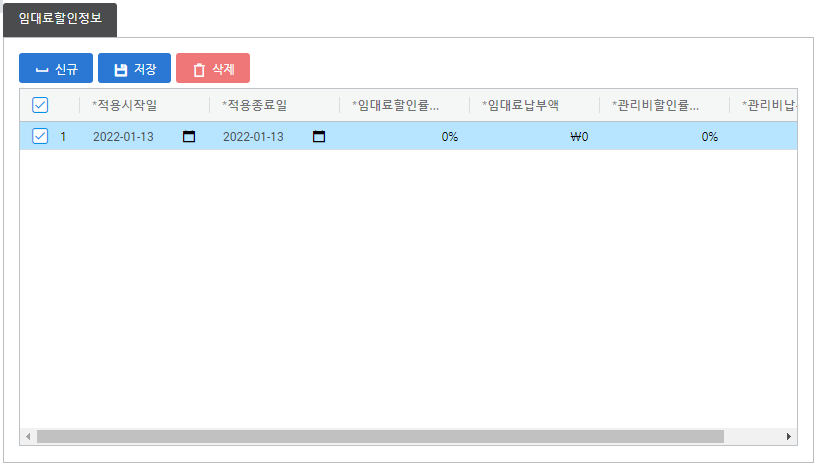 임대료할인정보
신규 저장 삭제
*적용시작일 *적용종료일 *임대료할인률... *임대료납부액 *관리비할인률... *관리비납
1 2022-01-13 2022-01-13 0% ₩0 0%